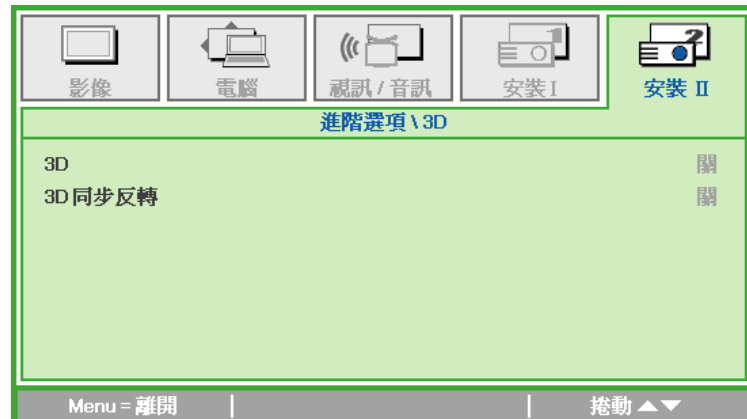 影像 電腦 視訊 / 音訊 安裝 I 安裝 II
進階選項 \ 3D
3D 關
3D 同步反轉 關
Menu = 離開 捲動 ▲▼